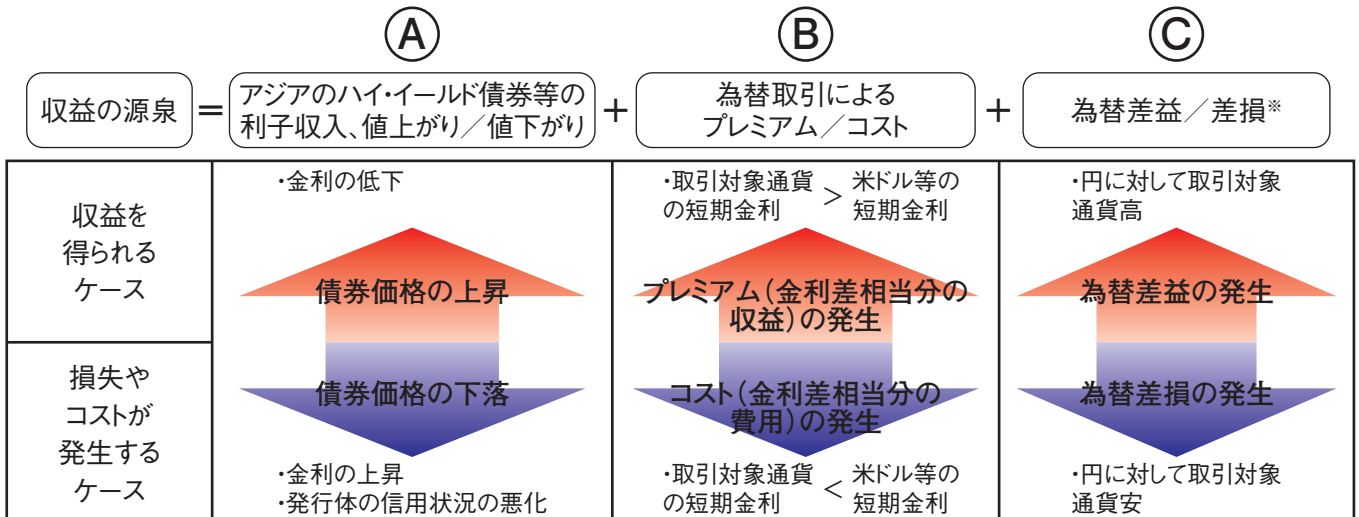 Ⓐ
Ⓑ
Ⓒ
収益の源泉
=
アジアのハイ・イールド債券等の
利子収入、値上がり/値下がり
+
為替取引による
プレミアム/コスト
+
為替差益/差損※
収益を
得られる
ケース
・金利の低下
債券価格の上昇
・取引対象通貨
の短期金利
>
米ドル等の
短期金利
プレミアム(金利差相当分の
収益)の発生
・円に対して取引対象
通貨高
為替差益の発生
損失や
コストが
発生する
ケース
債券価格の下落
・金利の上昇
・発行体の信用状況の悪化
コスト(金利差相当分の
費用)の発生
・取引対象通貨
の短期金利
<
米ドル等の
短期金利
為替差損の発生
・円に対して取引対象
通貨安